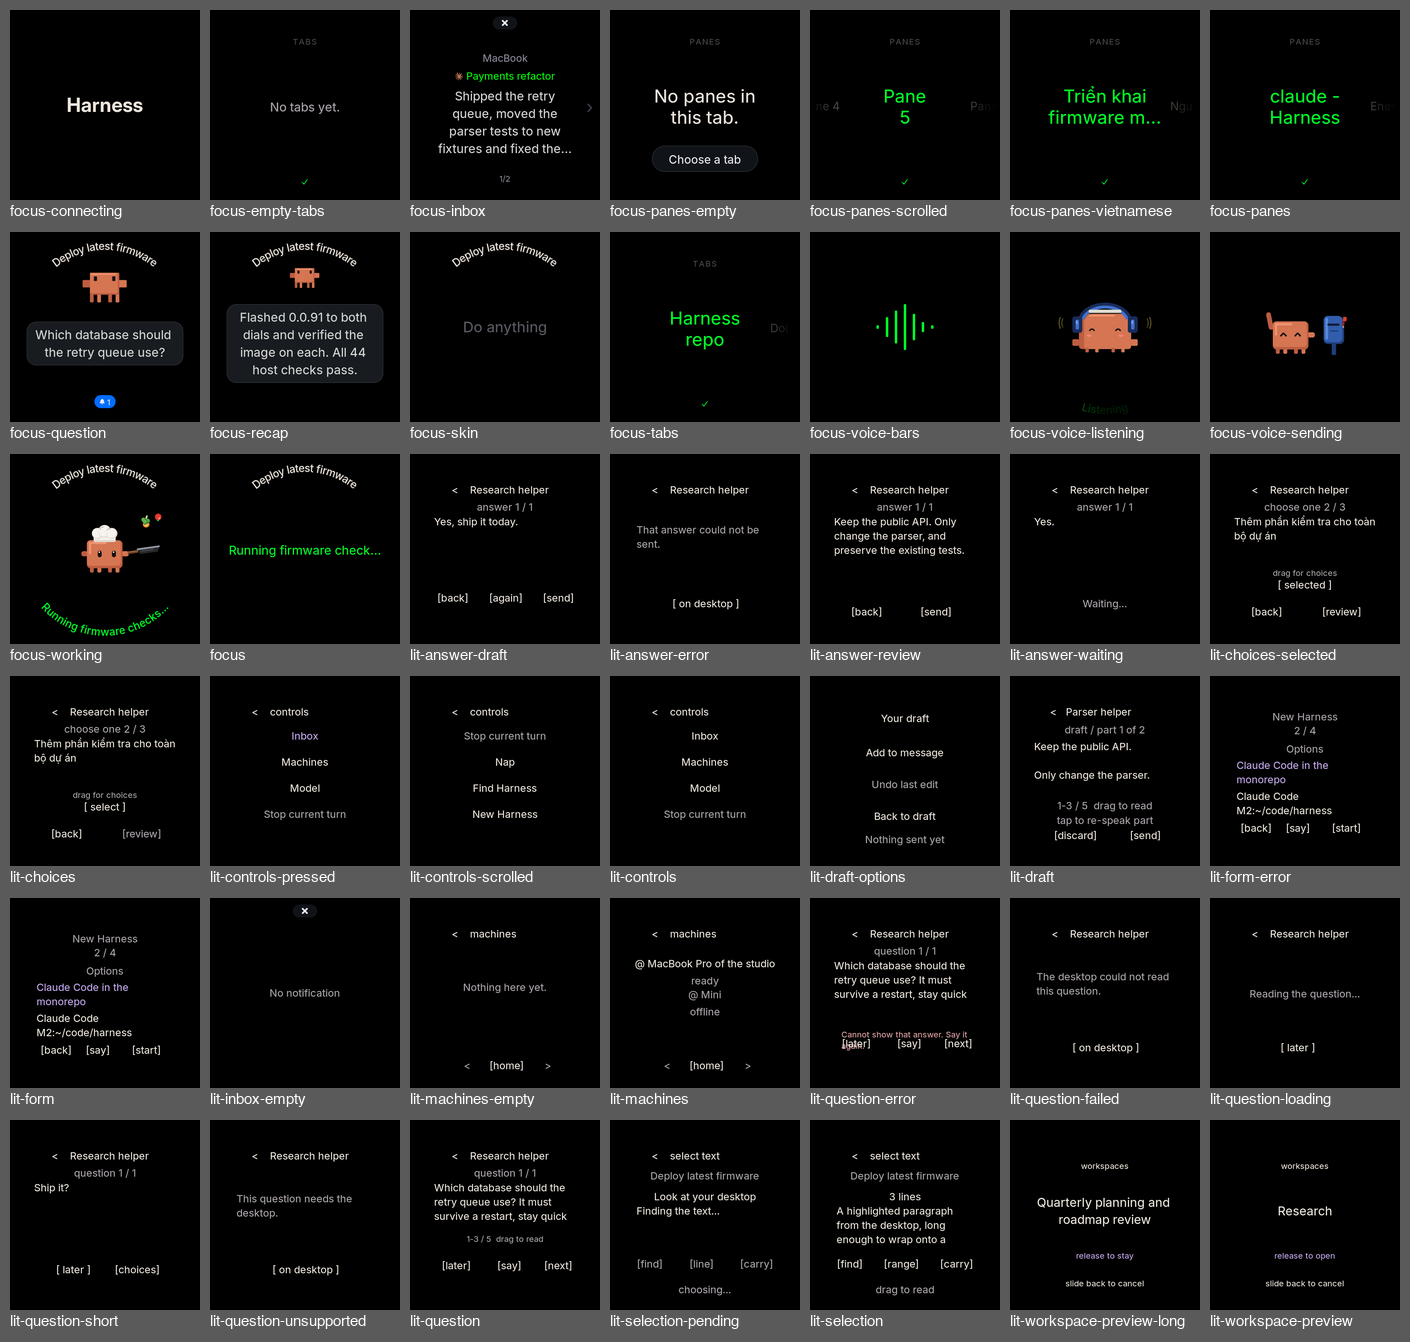 Harness
focus-connecting
TABS
No tabs yet.
✓
focus-empty-tabs
×
MacBook
Payments refactor
Shipped the retry
queue, moved the
parser tests to new
fixtures and fixed the...
1/2
focus-inbox
PANES
No panes in
this tab.
Choose a tab
focus-panes-empty
PANES
ne 4
Pane
5
Pan
✓
focus-panes-scrolled
PANES
Triển khai
firmware m...
Ngu
✓
focus-panes-vietnamese
PANES
claude -
Harness
Ene
✓
focus-panes
Deploy latest firmware
Which database should
the retry queue use?
1
focus-question
Deploy latest firmware
Flashed 0.0.91 to both
dials and verified the
image on each. All 44
host checks pass.
focus-recap
Deploy latest firmware
Do anything
focus-skin
TABS
Harness
repo
Do
✓
focus-tabs
focus-voice-bars
Listening
focus-voice-listening
focus-voice-sending
Deploy latest firmware
Running firmware checks...
focus-working
Deploy latest firmware
Running firmware check...
focus
< Research helper
answer 1 / 1
Yes, ship it today.
[back] [again] [send]
lit-answer-draft
< Research helper
That answer could not be
sent.
[ on desktop ]
lit-answer-error
< Research helper
answer 1 / 1
Keep the public API. Only
change the parser, and
preserve the existing tests.
[back] [send]
lit-answer-review
< Research helper
answer 1 / 1
Yes.
Waiting...
lit-answer-waiting
< Research helper
choose one 2 / 3
Thêm phần kiểm tra cho toàn
bộ dự án
drag for choices
[ selected ]
[back] [review]
lit-choices-selected
< Research helper
choose one 2 / 3
Thêm phần kiểm tra cho toàn
bộ dự án
drag for choices
[ select ]
[back] [review]
lit-choices
< controls
Inbox
Machines
Model
Stop current turn
lit-controls-pressed
< controls
Stop current turn
Nap
Find Harness
New Harness
lit-controls-scrolled
< controls
Inbox
Machines
Model
Stop current turn
lit-controls
Your draft
Add to message
Undo last edit
Back to draft
Nothing sent yet
lit-draft-options
< Parser helper
draft / part 1 of 2
Keep the public API.
Only change the parser.
1-3 / 5 drag to read
tap to re-speak part
[discard] [send]
lit-draft
New Harness
2 / 4
Options
Claude Code in the
monorepo
Claude Code
M2:~/code/harness
[back] [say] [start]
lit-form-error
New Harness
2 / 4
Options
Claude Code in the
monorepo
Claude Code
M2:~/code/harness
[back] [say] [start]
lit-form
×
No notification
lit-inbox-empty
< machines
Nothing here yet.
< [home] >
lit-machines-empty
< machines
@ MacBook Pro of the studio
ready
@ Mini
offline
< [home] >
lit-machines
< Research helper
question 1 / 1
Which database should the
retry queue use? It must
survive a restart, stay quick
Cannot show that answer. Say it
[later] [say] [next]
lit-question-error
< Research helper
The desktop could not read
this question.
[ on desktop ]
lit-question-failed
< Research helper
Reading the question...
[ later ]
lit-question-loading
< Research helper
question 1 / 1
Ship it?
[ later ] [choices]
lit-question-short
< Research helper
This question needs the
desktop.
[ on desktop ]
lit-question-unsupported
< Research helper
question 1 / 1
Which database should the
retry queue use? It must
survive a restart, stay quick
1-3 / 5 drag to read
[later] [say] [next]
lit-question
< select text
Deploy latest firmware
Look at your desktop
Finding the text...
[find] [line] [carry]
choosing...
lit-selection-pending
< select text
Deploy latest firmware
3 lines
A highlighted paragraph
from the desktop, long
enough to wrap onto a
[find] [range] [carry]
drag to read
lit-selection
workspaces
Quarterly planning and
roadmap review
release to stay
slide back to cancel
lit-workspace-preview-long
workspaces
Research
release to open
slide back to cancel
lit-workspace-preview